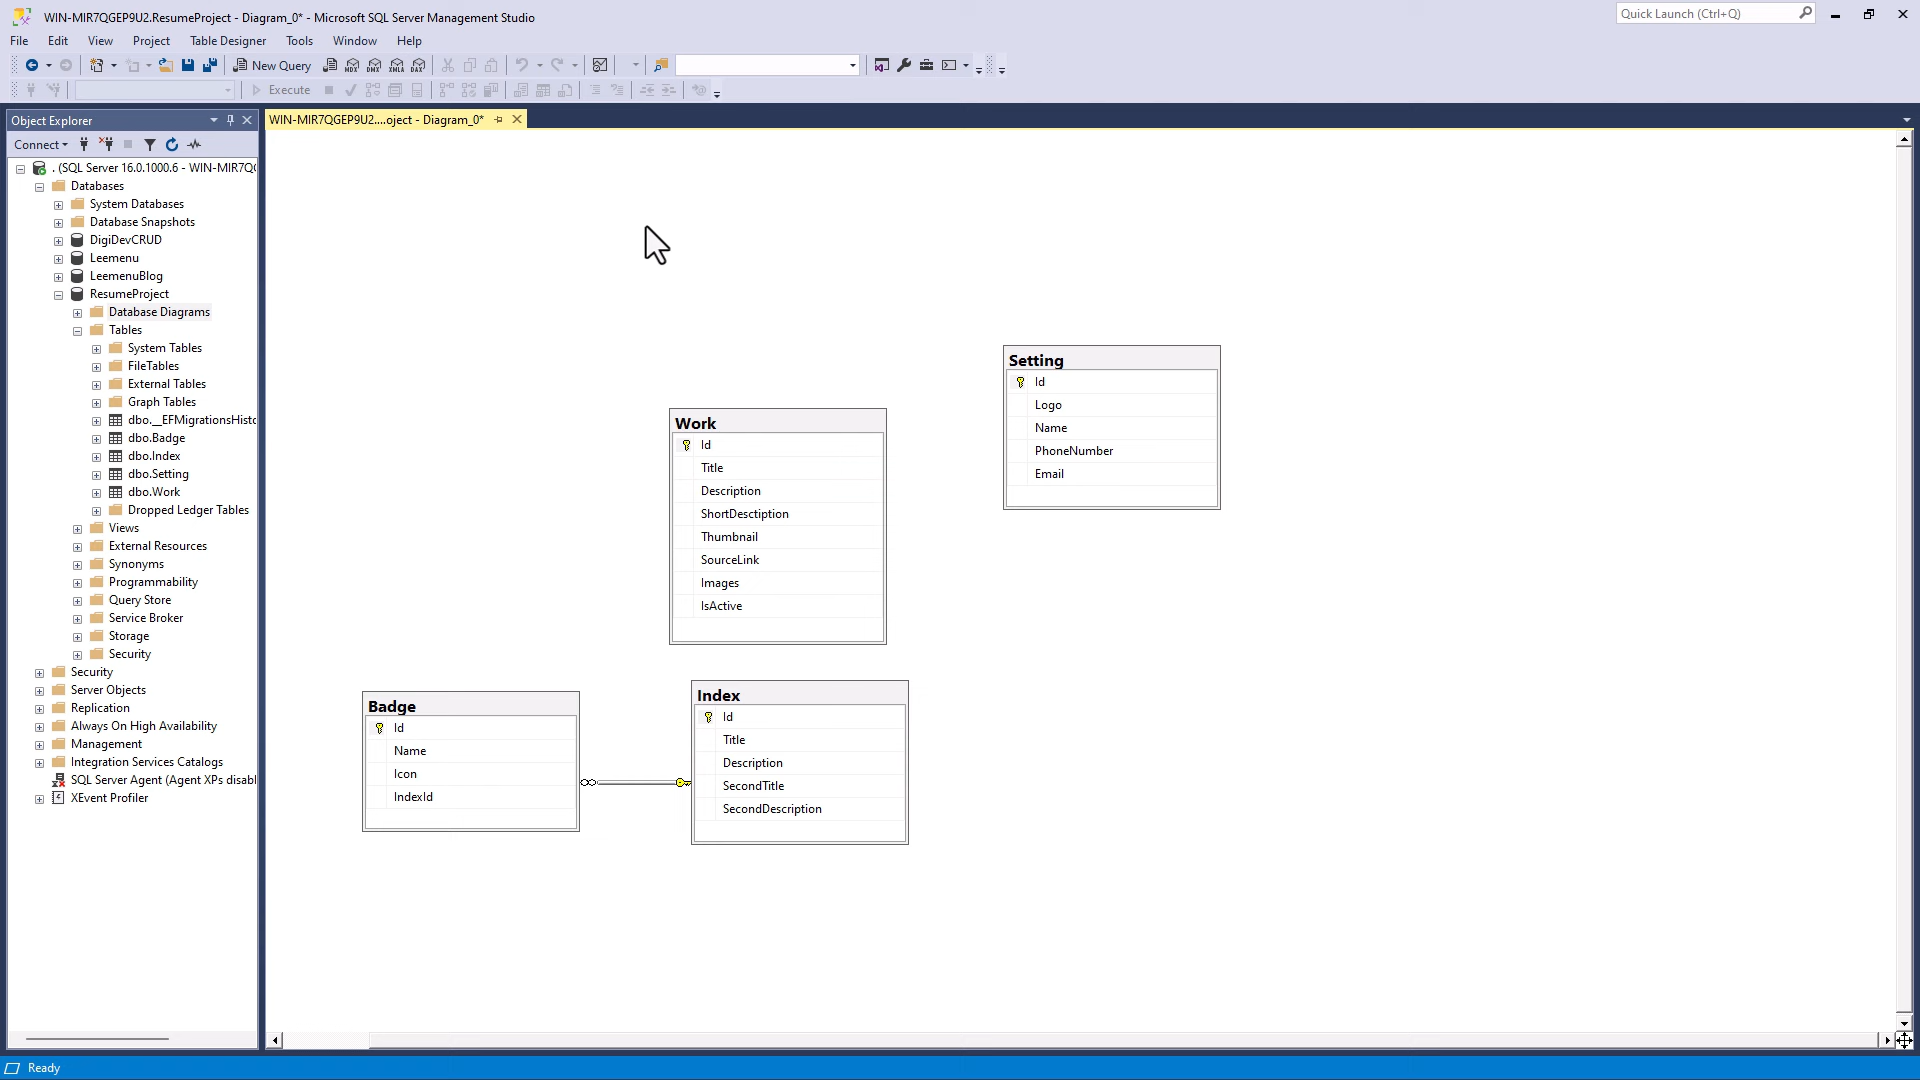 WIN-MIR7QGEP9U2.ResumeProject - Diagram_0* - Microsoft SQL Server Management Studio
Quick Launch (Ctrl+Q)
File Edit View Project Table Designer Tools Window Help
New Query
Execute
Object Explorer
WIN-MIR7QGEP9U2....oject - Diagram_0*
Connect
. (SQL Server 16.0.1000.6 - WIN-MIR7Q
Databases
System Databases
Database Snapshots
DigiDevCRUD
Leemenu
LeemenuBlog
ResumeProject
Database Diagrams
Tables
System Tables
FileTables
External Tables
Graph Tables
dbo.__EFMigrationsHisto
dbo.Badge
dbo.Index
dbo.Setting
dbo.Work
Dropped Ledger Tables
Views
External Resources
Synonyms
Programmability
Query Store
Service Broker
Storage
Security
Security
Server Objects
Replication
Always On High Availability
Management
Integration Services Catalogs
SQL Server Agent (Agent XPs disabl
XEvent Profiler
Setting
Id
Logo
Name
PhoneNumber
Email
Work
Id
Title
Description
ShortDesctiption
Thumbnail
SourceLink
Images
IsActive
Badge
Id
Name
Icon
IndexId
Index
Id
Title
Description
SecondTitle
SecondDescription
Ready